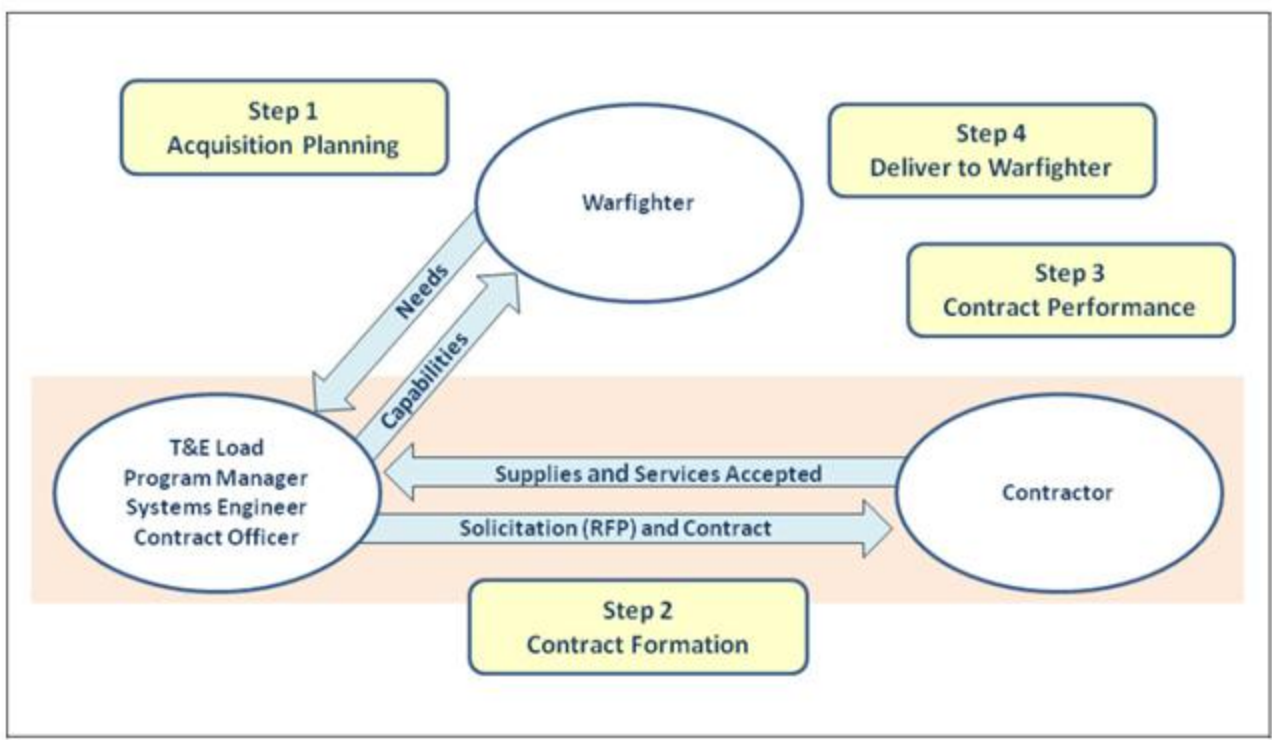 Step 1
Acquisition Planning
Step 4
Deliver to Warfighter
Warfighter
Step 3
Contract Performance
Needs
Capabilities
T&E Load
Program Manager
Systems Engineer
Contract Officer
Supplies and Services Accepted
Solicitation (RFP) and Contract
Contractor
Step 2
Contract Formation